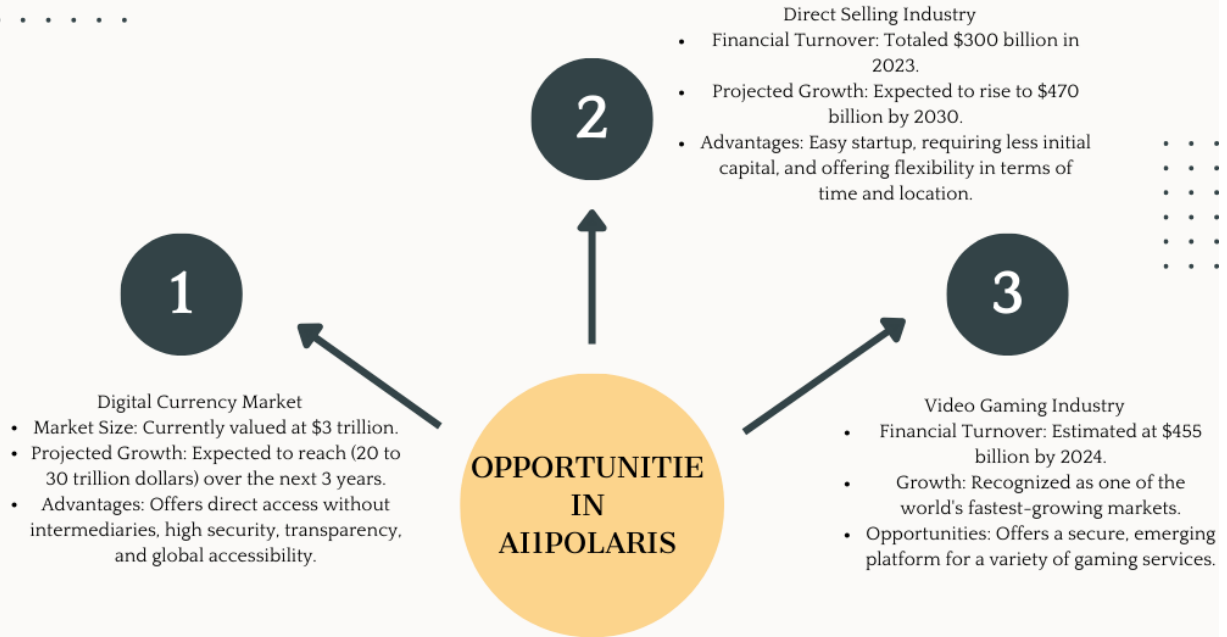 1
Digital Currency Market
• Market Size: Currently valued at $3 trillion.
• Projected Growth: Expected to reach (20 to
30 trillion dollars) over the next 3 years.
• Advantages: Offers direct access without
intermediaries, high security, transparency,
and global accessibility.
2
Direct Selling Industry
• Financial Turnover: Totaled $300 billion in
2023.
• Projected Growth: Expected to rise to $470
billion by 2030.
• Advantages: Easy startup, requiring less initial
capital, and offering flexibility in terms of
time and location.
3
Video Gaming Industry
• Financial Turnover: Estimated at $455
billion by 2024.
• Growth: Recognized as one of the
world's fastest-growing markets.
• Opportunities: Offers a secure, emerging
platform for a variety of gaming services.
OPPORTUNITIE
IN
AI1POLARIS